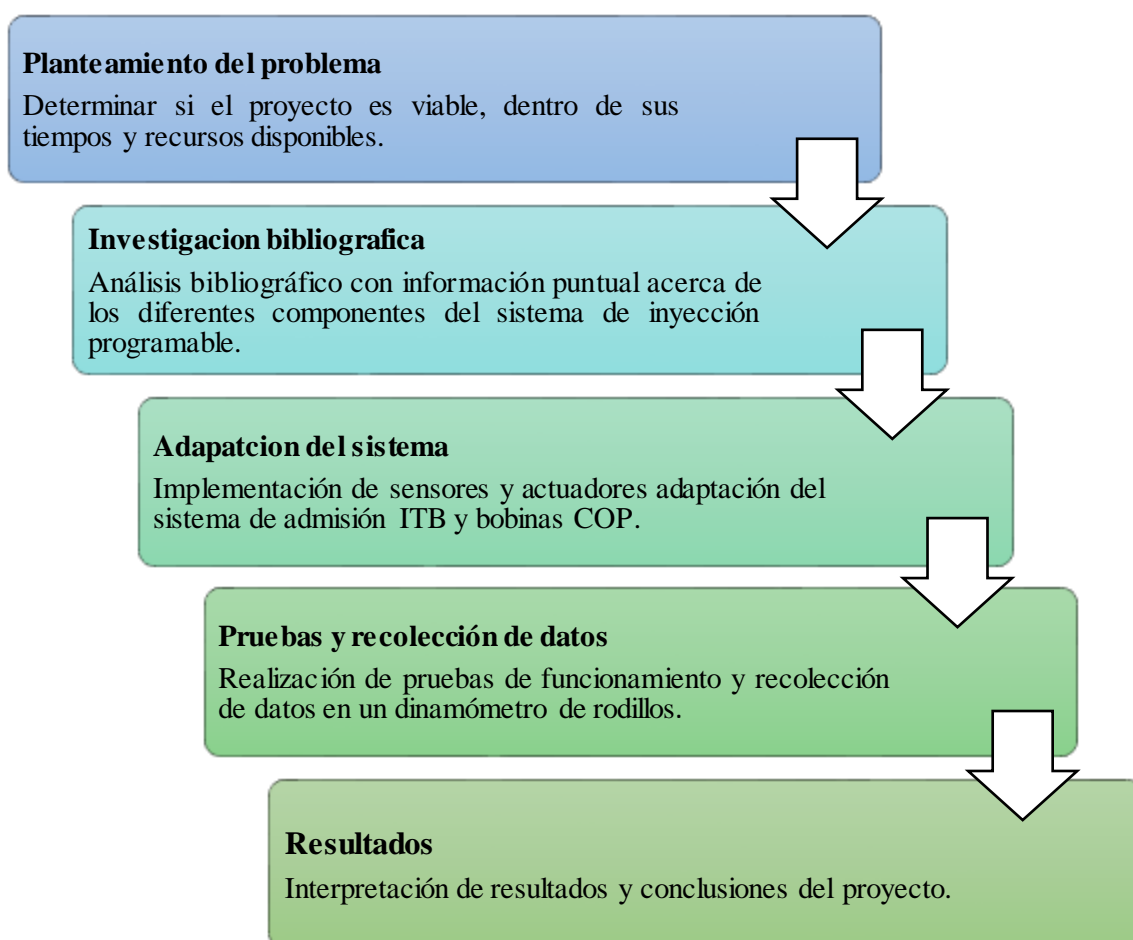 Planteamiento del problema
Determinar si el proyecto es viable, dentro de sus
tiempos y recursos disponibles.
Investigacion bibliografica
Análisis bibliográfico con información puntual acerca de
los diferentes componentes del sistema de inyección
programable.
Adapatcion del sistema
Implementación de sensores y actuadores adaptación del
sistema de admisión ITB y bobinas COP.
Pruebas y recolección de datos
Realización de pruebas de funcionamiento y recolección
de datos en un dinamómetro de rodillos.
Resultados
Interpretación de resultados y conclusiones del proyecto.